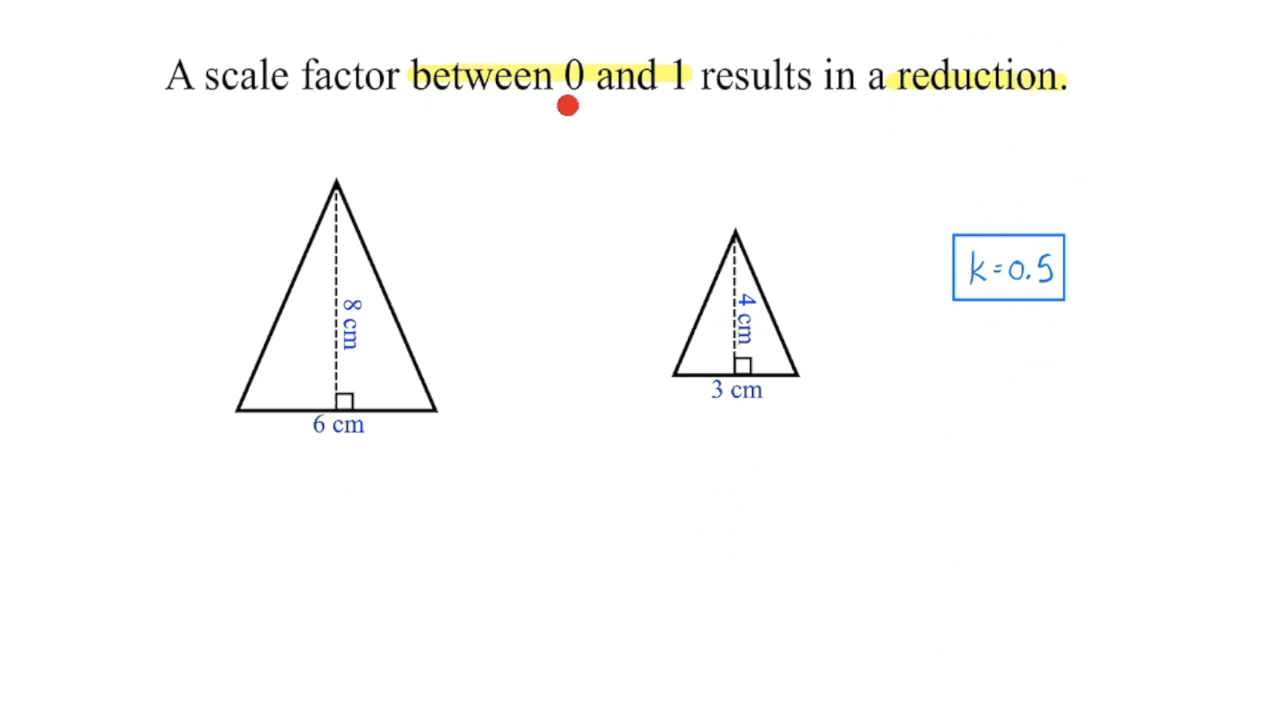 A scale factor between 0 and 1 results in a reduction.
8 cm
6 cm
4 cm
3 cm
k=0.5